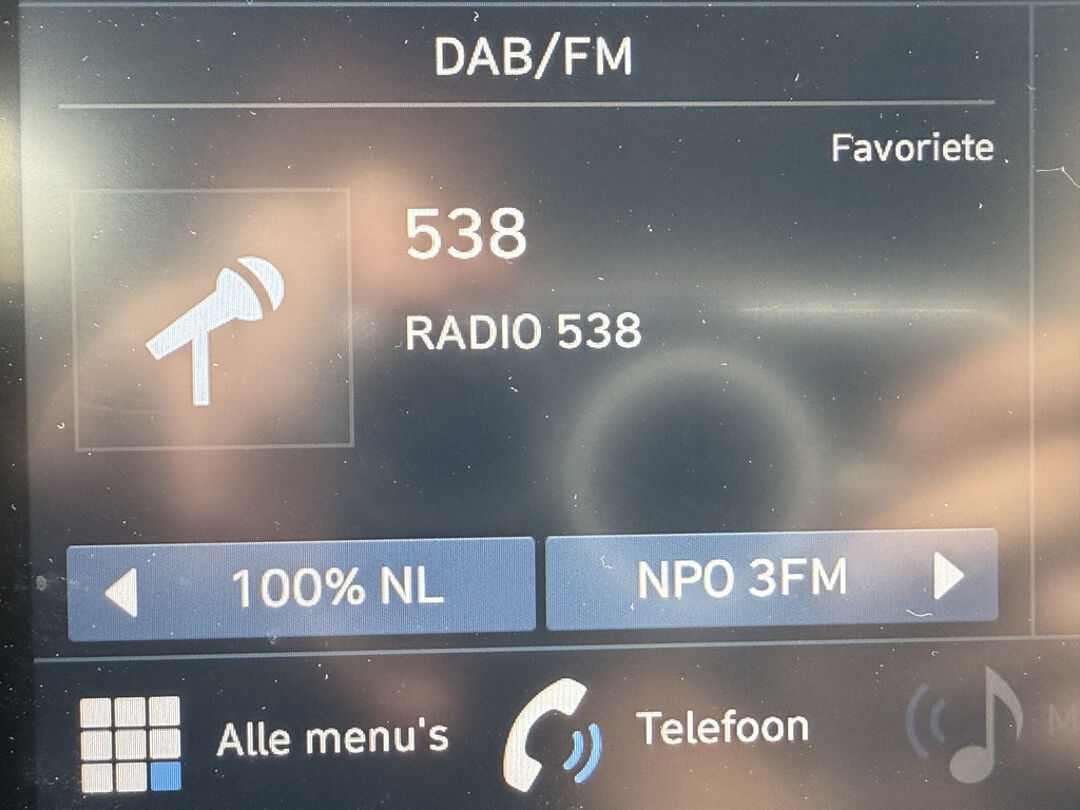 DAB/FM
Favoriete
538
RADIO 538
100% NL
NPO 3FM
Alle menu's
Telefoon